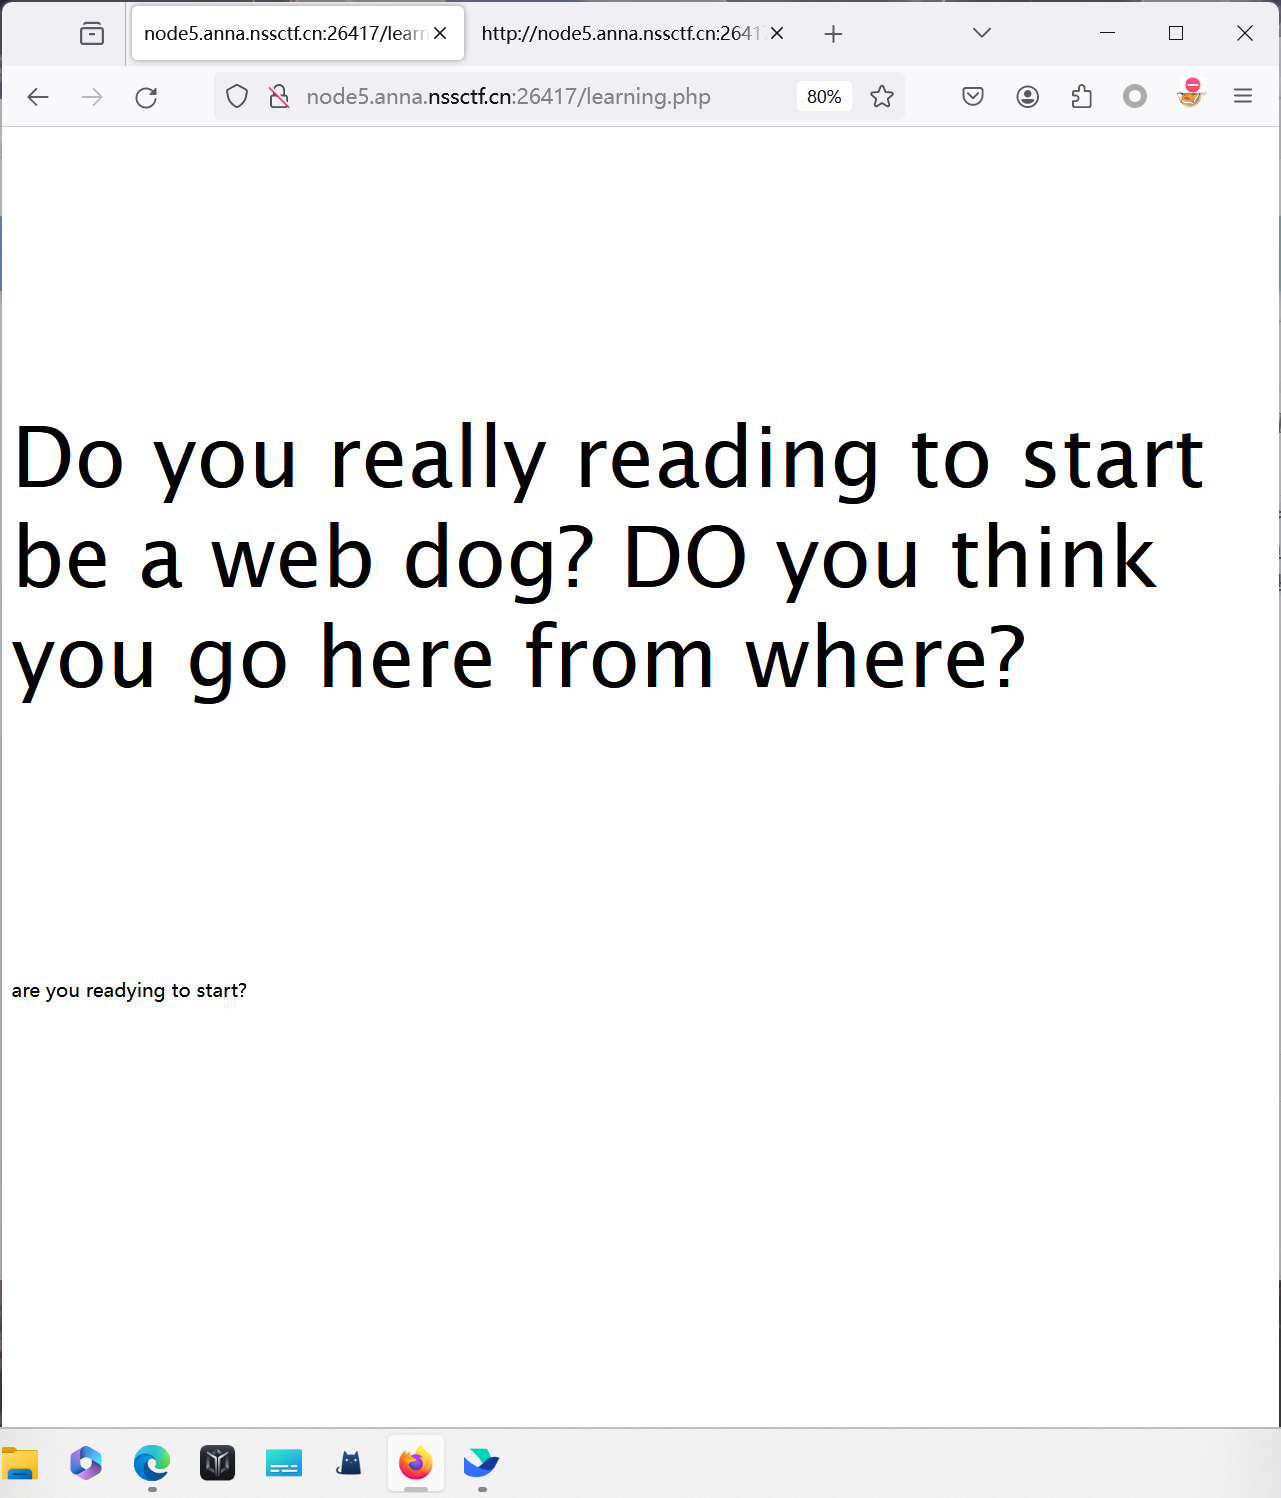 node5.anna.nssctf.cn:26417/learn
http://node5.anna.nssctf.cn:2641
node5.anna.nssctf.cn:26417/learning.php
80%
Do you really reading to start
be a web dog? DO you think
you go here from where?
are you readying to start?